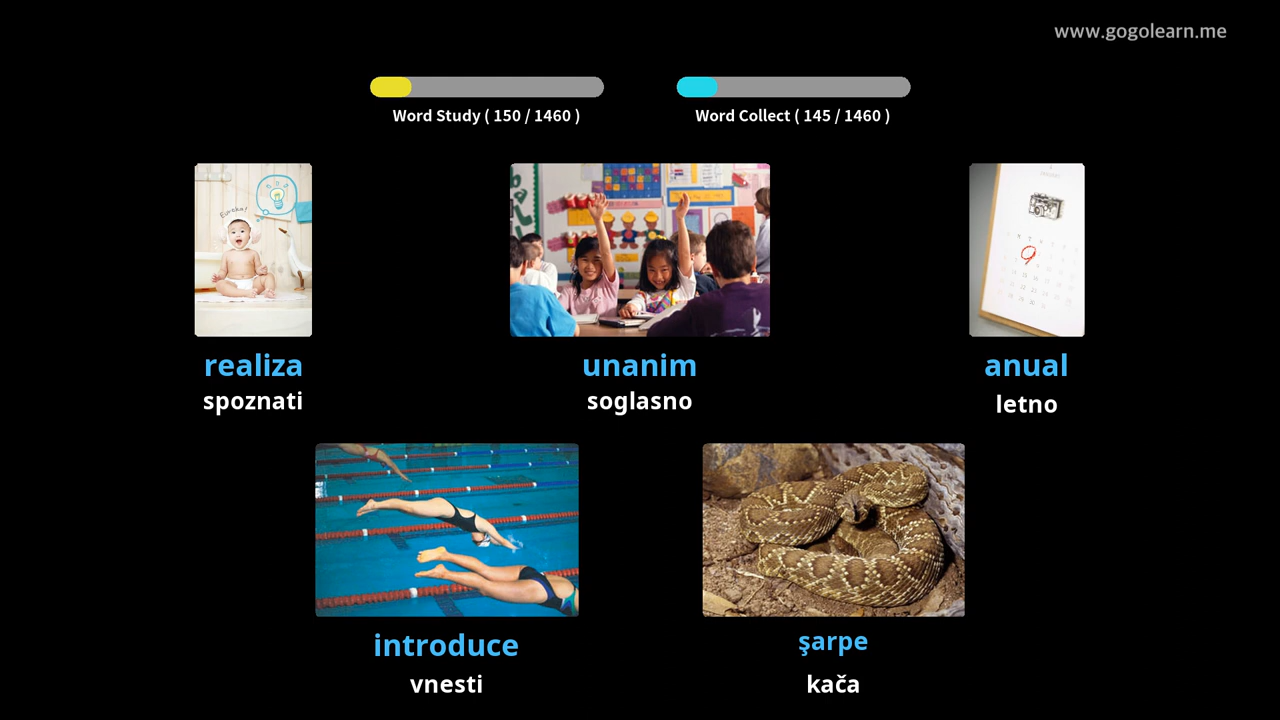 www.gogolearn.me
Word Study ( 150 / 1460 )
Word Collect ( 145 / 1460 )
Eureka!
realiza
spoznati
unanim
soglasno
anual
letno
introduce
vnesti
şarpe
kača